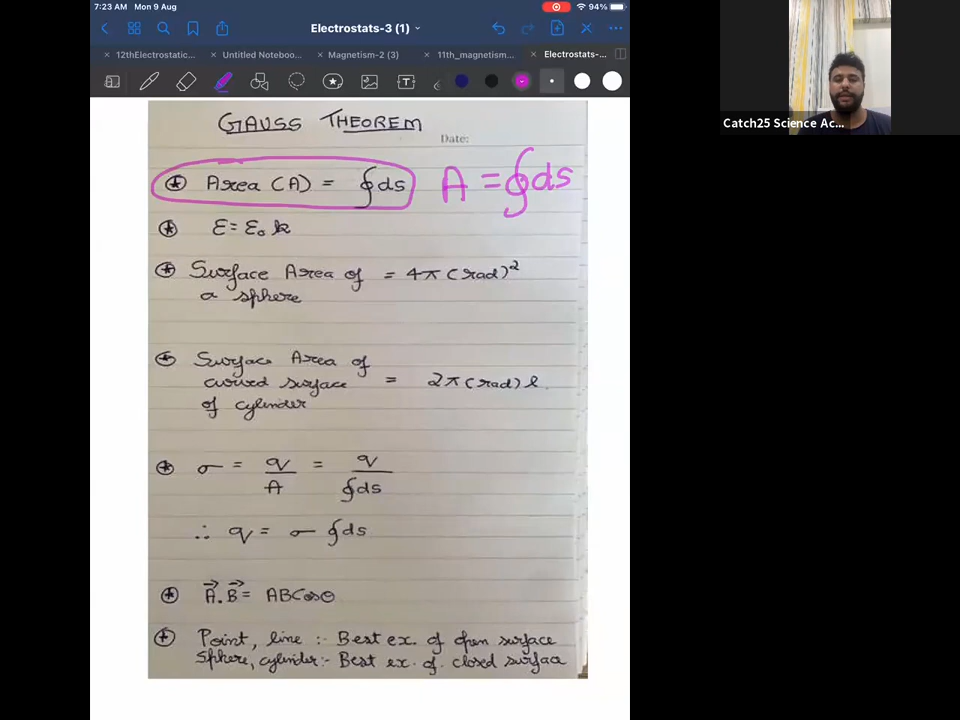 7:23 AM Mon 9 Aug
94%
Electrostats-3 (1)
12thElectrostatic...
Untitled Noteboo...
Magnetism-2 (3)
11th_magnetism...
Electrostats-...
GAUSS THEOREM
Date:
Area (A) = ∮ds A = ∮ds
ε = ε₀ k
Surface Area of = 4π (rad)²
a sphere
Surface Area of
curved surface = 2π (rad) l
of cylinder
σ = q/A = q/∮ds
∴ q = σ ∮ds
A⃗.B⃗ = ABCosθ
Point, line :- Best ex. of open surface
Sphere, cylinder:- Best ex. of. closed surface
Catch25 Science Ac...